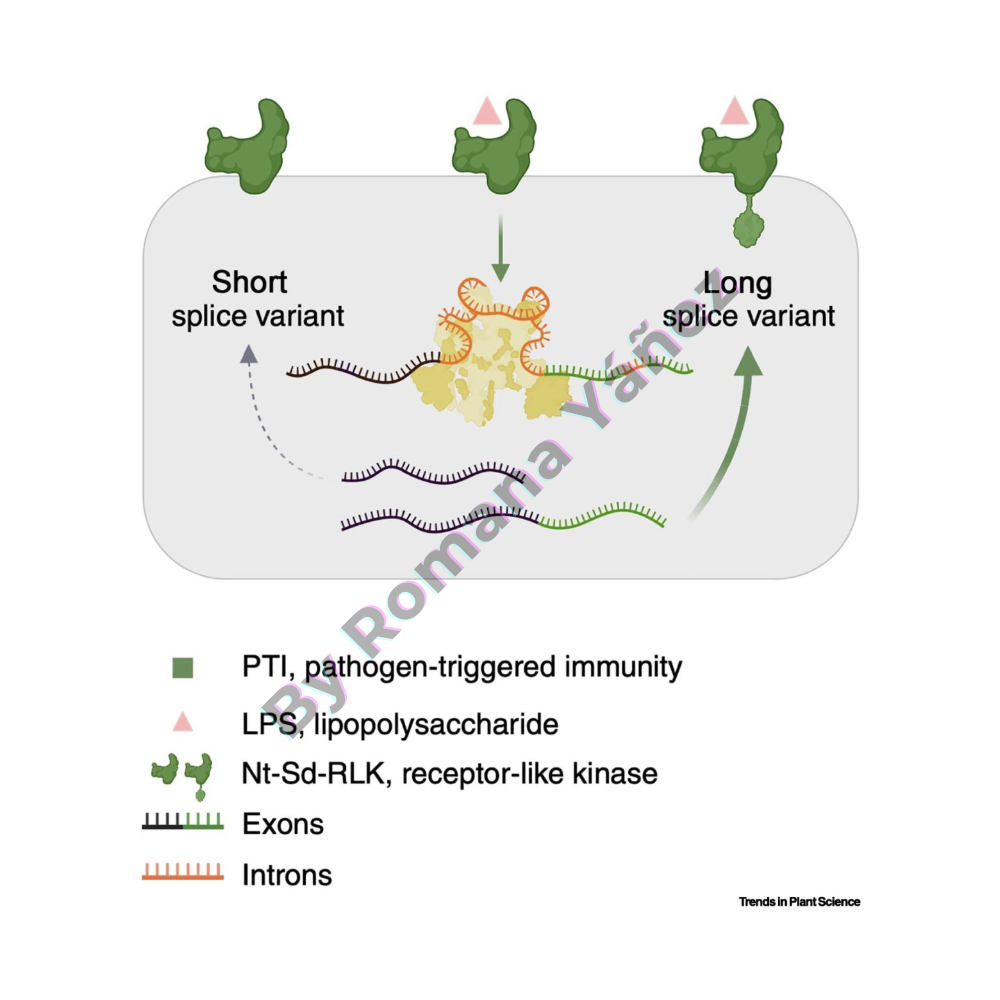 Short
splice variant
Long
splice variant
By Romana Yáñoz
PTI, pathogen-triggered immunity
LPS, lipopolysaccharide
Nt-Sd-RLK, receptor-like kinase
Exons
Introns
Trends in Plant Science